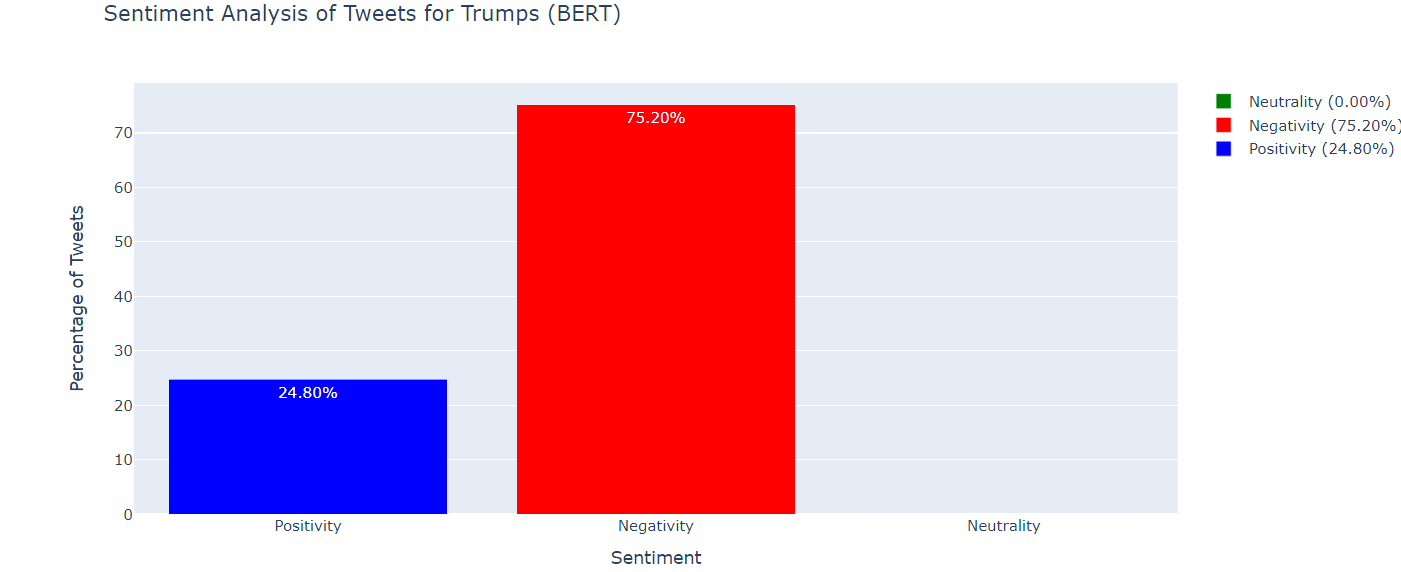 Sentiment Analysis of Tweets for Trumps (BERT)
Neutrality (0.00%)
Negativity (75.20%)
Positivity (24.80%)
Percentage of Tweets
70
60
50
40
30
20
10
0
24.80%
75.20%
Positivity
Negativity
Neutrality
Sentiment